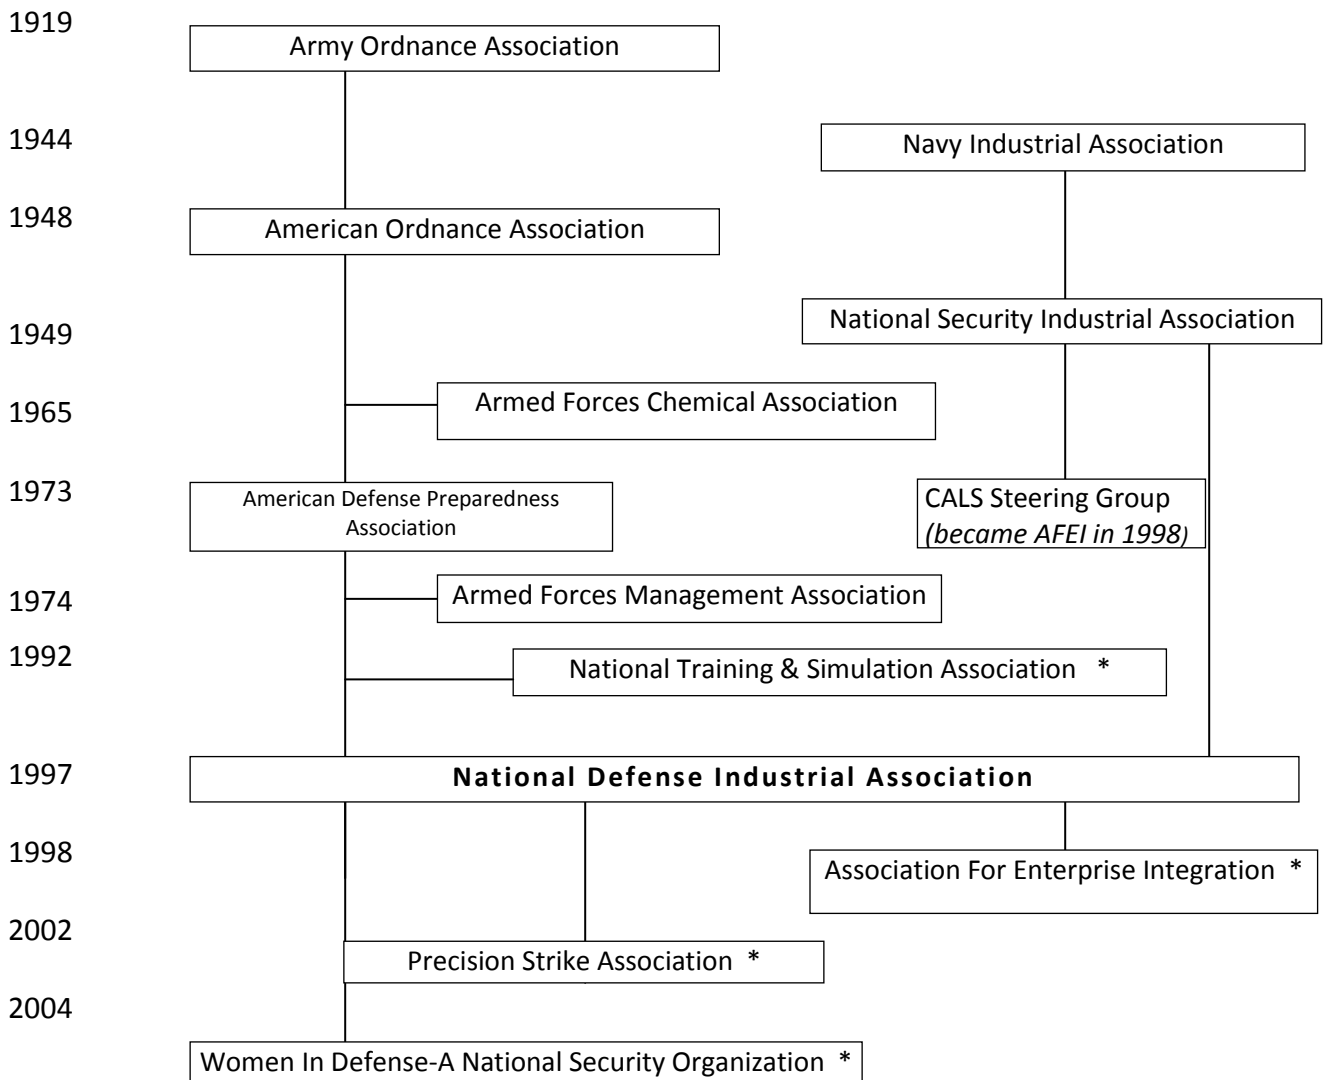 1919
Army Ordnance Association
1944
Navy Industrial Association
1948
American Ordnance Association
1949
National Security Industrial Association
1965
Armed Forces Chemical Association
1973
American Defense Preparedness
Association
CALS Steering Group
(became AFEI in 1998)
1974
Armed Forces Management Association
1992
National Training & Simulation Association *
1997
National Defense Industrial Association
1998
Association For Enterprise Integration *
2002
Precision Strike Association *
2004
Women In Defense-A National Security Organization *